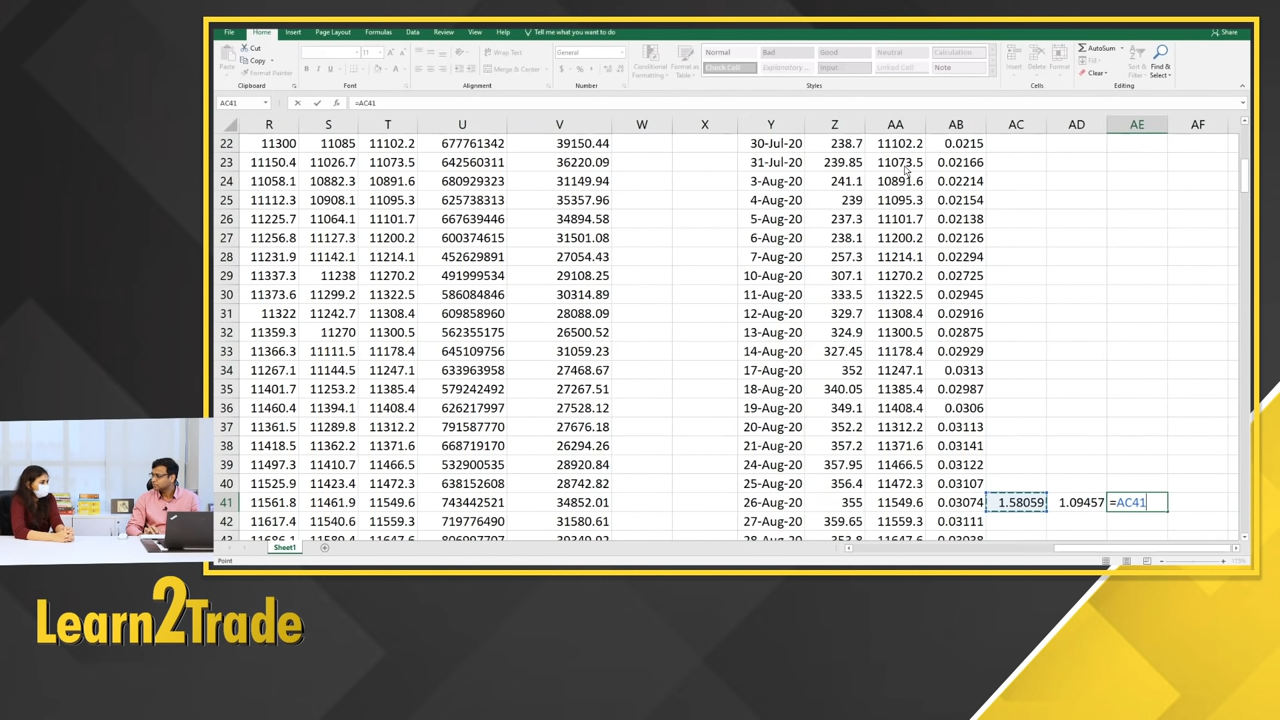 File Home Insert Page Layout Formulas Data Review View Help Tell me what you want to do Share
Cut
Copy
Format Painter
Paste
Clipboard
11
Font
Wrap Text
Merge & Center
Alignment
General
Number
Conditional Formatting
Format as Table
Normal Bad Good Neutral Calculation
Check Cell Explanatory ... Input Linked Cell Note
Styles
Insert Delete Format
Cells
AutoSum
Fill
Clear
Sort & Filter
Find & Select
Editing
AC41 =AC41
R S T U V W X Y Z AA AB AC AD AE AF
22 11300 11085 11102.2 677761342 39150.44 30-Jul-20 238.7 11102.2 0.0215
23 11150.4 11026.7 11073.5 642560311 36220.09 31-Jul-20 239.85 11073.5 0.02166
24 11058.1 10882.3 10891.6 680929323 31149.94 3-Aug-20 241.1 10891.6 0.02214
25 11112.3 10908.1 11095.3 625738313 35357.96 4-Aug-20 239 11095.3 0.02154
26 11225.7 11064.1 11101.7 667639446 34894.58 5-Aug-20 237.3 11101.7 0.02138
27 11256.8 11127.3 11200.2 600374615 31501.08 6-Aug-20 238.1 11200.2 0.02126
28 11231.9 11142.1 11214.1 452629891 27054.43 7-Aug-20 257.3 11214.1 0.02294
29 11337.3 11238 11270.2 491999534 29108.25 10-Aug-20 307.1 11270.2 0.02725
30 11373.6 11299.2 11322.5 586084846 30314.89 11-Aug-20 333.5 11322.5 0.02945
31 11322 11242.7 11308.4 609859960 28088.09 12-Aug-20 329.7 11308.4 0.02916
32 11359.3 11270 11300.5 562355175 26500.52 13-Aug-20 324.9 11300.5 0.02875
33 11366.3 11111.5 11178.4 645109756 31059.23 14-Aug-20 327.45 11178.4 0.02929
34 11267.1 11144.5 11247.1 633963958 27468.67 17-Aug-20 352 11247.1 0.0313
35 11401.7 11253.2 11385.4 579242492 27267.51 18-Aug-20 340.05 11385.4 0.02987
36 11460.4 11394.1 11408.4 626217997 27528.12 19-Aug-20 349.1 11408.4 0.0306
37 11361.5 11289.8 11312.2 791587770 27676.18 20-Aug-20 352.2 11312.2 0.03113
38 11418.5 11362.2 11371.6 668719170 26294.26 21-Aug-20 357.2 11371.6 0.03141
39 11497.3 11410.7 11466.5 532900535 28920.84 24-Aug-20 357.95 11466.5 0.03122
40 11525.9 11423.4 11472.3 638152608 28742.82 25-Aug-20 356.4 11472.3 0.03107
41 11561.8 11461.9 11549.6 743442521 34852.01 26-Aug-20 355 11549.6 0.03074 1.58059 1.09457 =AC41
42 11617.4 11540.6 11559.3 719776490 31580.61 27-Aug-20 359.65 11559.3 0.03111
Sheet1
Point
Learn2Trade